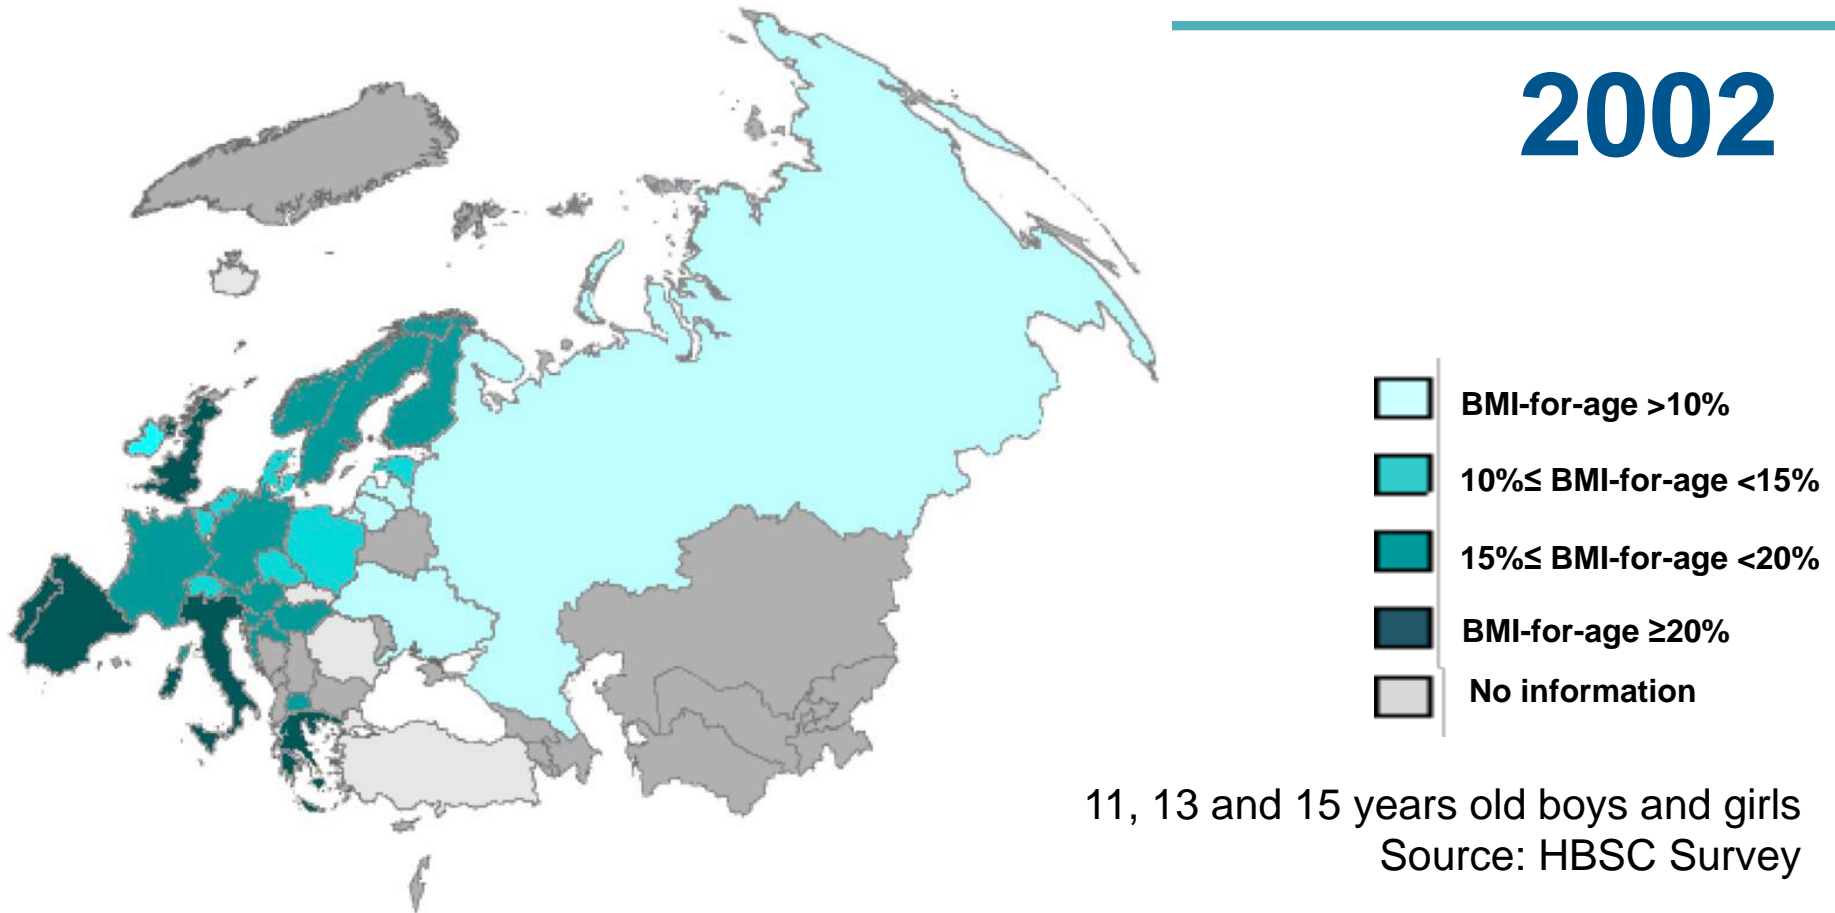 2002
BMI-for-age >10%
10%≤ BMI-for-age <15%
15%≤ BMI-for-age <20%
BMI-for-age ≥20%
No information
11, 13 and 15 years old boys and girls
Source: HBSC Survey